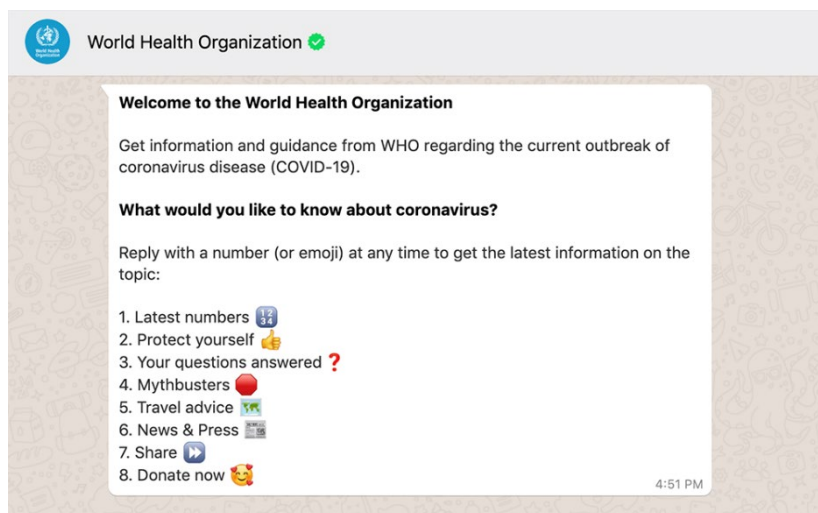 World Health Organization
World Health Organization
Welcome to the World Health Organization
Get information and guidance from WHO regarding the current outbreak of
coronavirus disease (COVID-19).
What would you like to know about coronavirus?
Reply with a number (or emoji) at any time to get the latest information on the
topic:
1. Latest numbers 🔢
2. Protect yourself 👍
3. Your questions answered ❓
4. Mythbusters 🛑
5. Travel advice 🗺️
6. News & Press 📰
7. Share ⏩
8. Donate now 🥰
4:51 PM